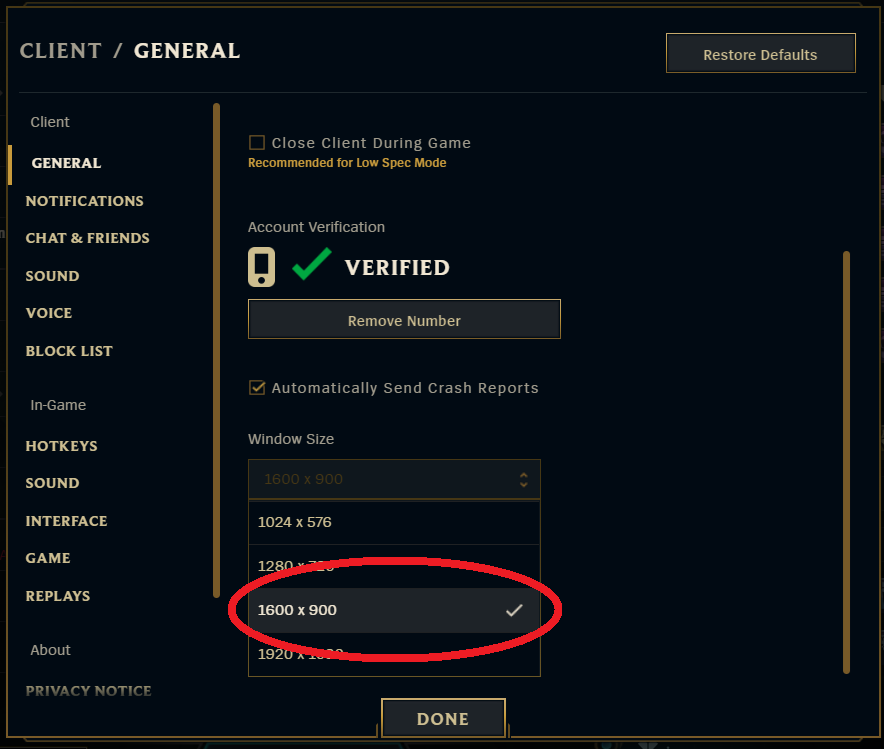 CLIENT / GENERAL
Restore Defaults
Client
GENERAL
NOTIFICATIONS
CHAT & FRIENDS
SOUND
VOICE
BLOCK LIST
In-Game
HOTKEYS
SOUND
INTERFACE
GAME
REPLAYS
About
PRIVACY NOTICE
Close Client During Game
Recommended for Low Spec Mode
Account Verification
VERIFIED
Remove Number
Automatically Send Crash Reports
Window Size
1600 x 900
1024 x 576
1280 x 720
1600 x 900
1920 x 1080
DONE